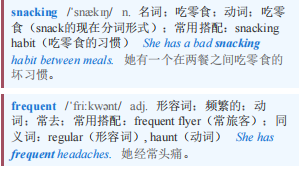 snacking /ˈsnækɪŋ/ n. 名词；吃零食；动词；吃零
食（snack的现在分词形式）；常用搭配：snacking
habit（吃零食的习惯） She has a bad snacking
habit between meals. 她有一个在两餐之间吃零食的
坏习惯。
frequent /ˈfriːkwənt/ adj. 形容词；频繁的；动
词；常去；常用搭配：frequent flyer（常旅客）；同
义词：regular（形容词）, haunt（动词） She has
frequent headaches. 她经常头痛。